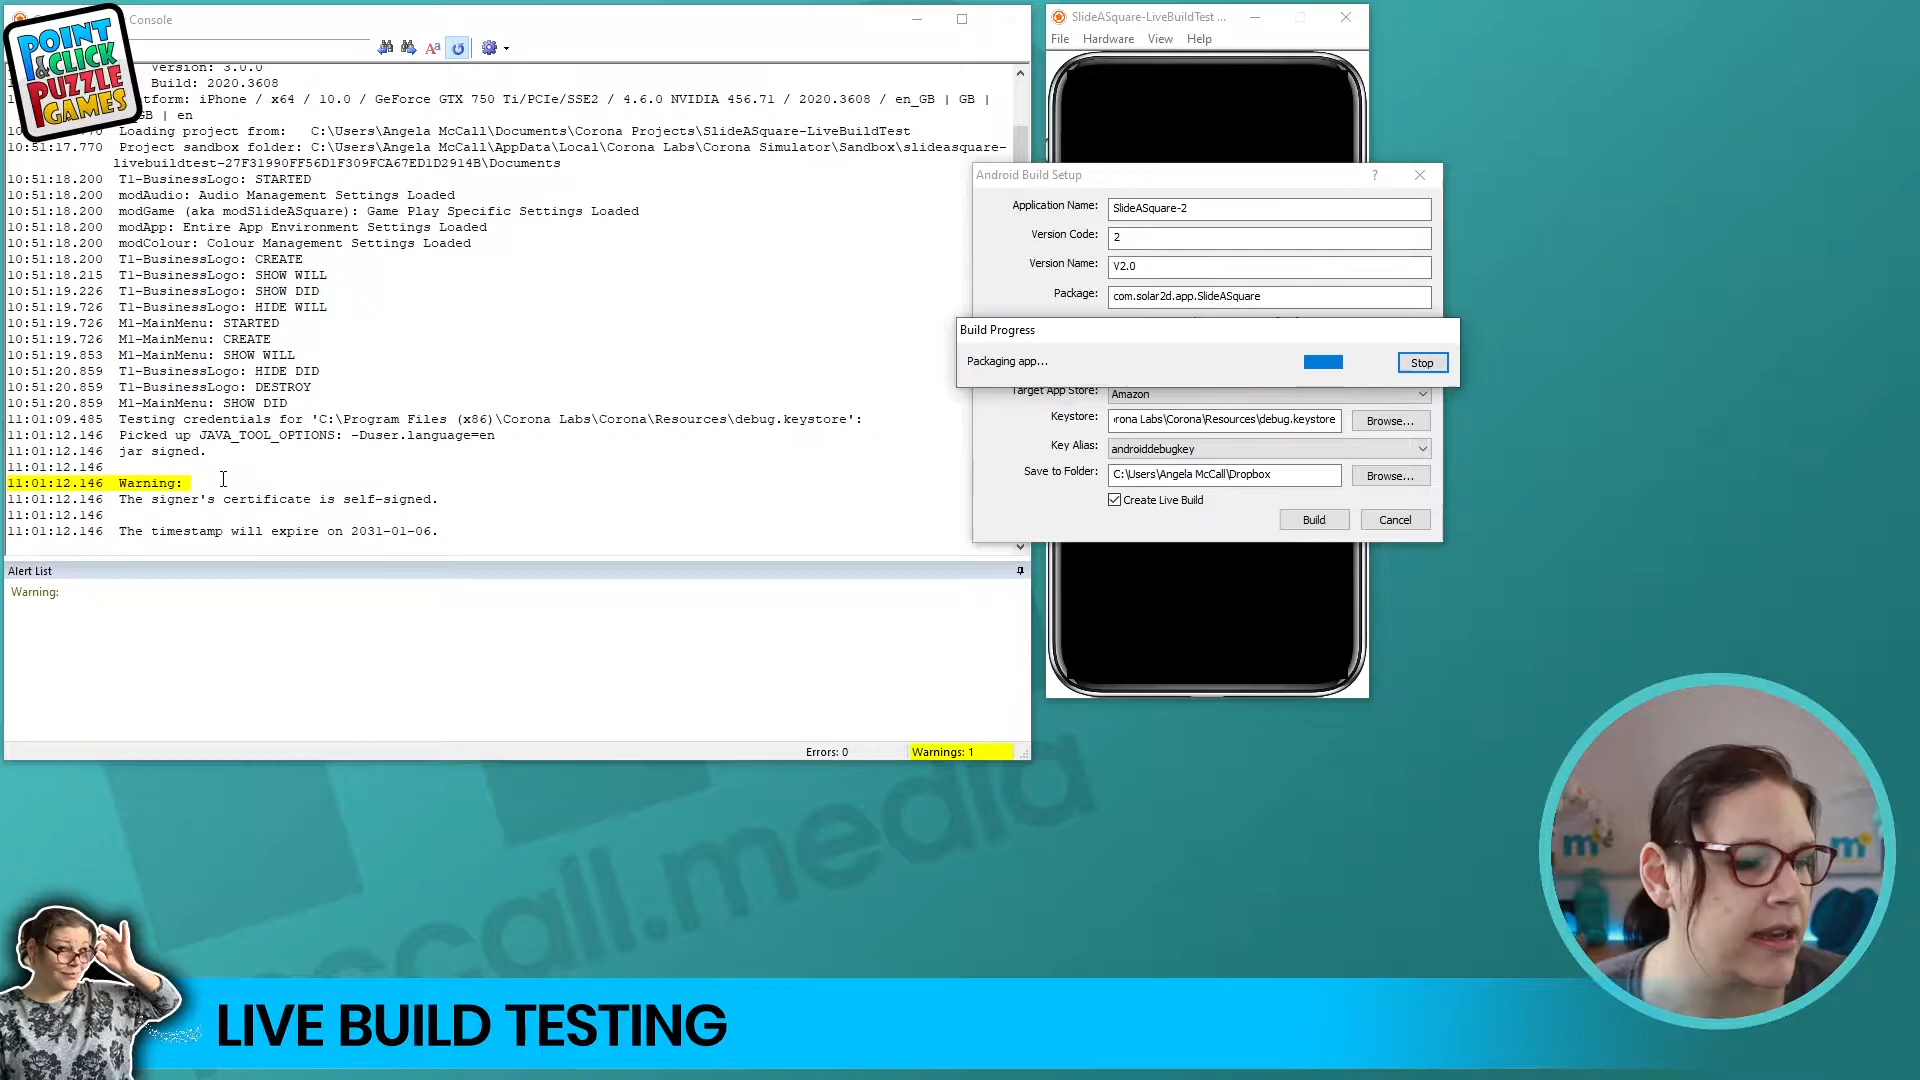 POINT
&CLICK
PUZZLE
GAMES
Console
Version: 3.0.0
Build: 2020.3608
tform: iPhone / x64 / 10.0 / GeForce GTX 750 Ti/PCIe/SSE2 / 4.6.0 NVIDIA 456.71 / 2020.3608 / en_GB | GB |
GB | en
Loading project from: C:\Users\Angela McCall\Documents\Corona Projects\SlideASquare-LiveBuildTest
10:51:17.770 Project sandbox folder: C:\Users\Angela McCall\AppData\Local\Corona Labs\Corona Simulator\Sandbox\slideasquare-
livebuildtest-27F31990FF56D1F309FCA67ED1D2914B\Documents
10:51:18.200 T1-BusinessLogo: STARTED
10:51:18.200 modAudio: Audio Management Settings Loaded
10:51:18.200 modGame (aka modSlideASquare): Game Play Specific Settings Loaded
10:51:18.200 modApp: Entire App Environment Settings Loaded
10:51:18.200 modColour: Colour Management Settings Loaded
10:51:18.200 T1-BusinessLogo: CREATE
10:51:18.215 T1-BusinessLogo: SHOW WILL
10:51:19.226 T1-BusinessLogo: SHOW DID
10:51:19.726 T1-BusinessLogo: HIDE WILL
10:51:19.726 M1-MainMenu: STARTED
10:51:19.726 M1-MainMenu: CREATE
10:51:19.853 M1-MainMenu: SHOW WILL
10:51:20.859 T1-BusinessLogo: HIDE DID
10:51:20.859 T1-BusinessLogo: DESTROY
10:51:20.859 M1-MainMenu: SHOW DID
11:01:09.485 Testing credentials for 'C:\Program Files (x86)\Corona Labs\Corona\Resources\debug.keystore':
11:01:12.146 Picked up JAVA_TOOL_OPTIONS: -Duser.language=en
11:01:12.146 jar signed.
11:01:12.146
11:01:12.146 Warning:
11:01:12.146 The signer's certificate is self-signed.
11:01:12.146
11:01:12.146 The timestamp will expire on 2031-01-06.
Alert List
Warning:
Errors: 0 Warnings: 1
SlideASquare-LiveBuildTest ...
File Hardware View Help
Android Build Setup ?
Application Name: SlideASquare-2
Version Code: 2
Version Name: V2.0
Package: com.solar2d.app.SlideASquare
Build Progress
Packaging app... Stop
Target App Store: Amazon
Keystore: orona Labs\Corona\Resources\debug.keystore Browse...
Key Alias: androiddebugkey
Save to Folder: C:\Users\Angela McCall\Dropbox Browse...
Create Live Build
Build Cancel
mccall.media
LIVE BUILD TESTING